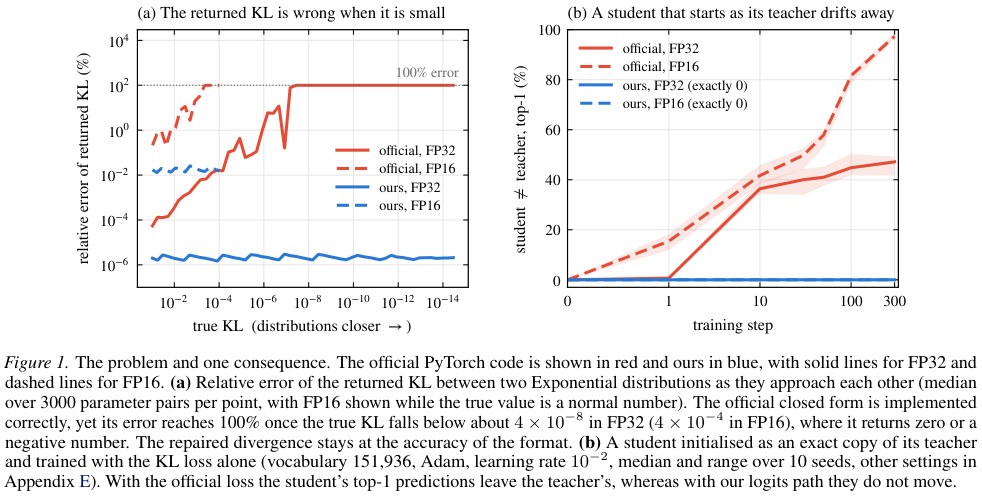 (a) The returned KL is wrong when it is small
relative error of returned KL (%)
10⁴
10²
10⁰
10⁻²
10⁻⁴
10⁻⁶
100% error
official, FP32
official, FP16
ours, FP32
ours, FP16
10⁻² 10⁻⁴ 10⁻⁶ 10⁻⁸ 10⁻¹⁰ 10⁻¹² 10⁻¹⁴
true KL (distributions closer → )
(b) A student that starts as its teacher drifts away
student ≠ teacher, top-1 (%)
100
80
60
40
20
0
official, FP32
official, FP16
ours, FP32 (exactly 0)
ours, FP16 (exactly 0)
0 1 10 100 300
training step
Figure 1. The problem and one consequence. The official PyTorch code is shown in red and ours in blue, with solid lines for FP32 and
dashed lines for FP16. (a) Relative error of the returned KL between two Exponential distributions as they approach each other (median
over 3000 parameter pairs per point, with FP16 shown while the true value is a normal number). The official closed form is implemented
correctly, yet its error reaches 100% once the true KL falls below about 4 × 10⁻⁸ in FP32 (4 × 10⁻⁴ in FP16), where it returns zero or a
negative number. The repaired divergence stays at the accuracy of the format. (b) A student initialised as an exact copy of its teacher
and trained with the KL loss alone (vocabulary 151,936, Adam, learning rate 10⁻², median and range over 10 seeds, other settings in
Appendix E). With the official loss the student's top-1 predictions leave the teacher's, whereas with our logits path they do not move.